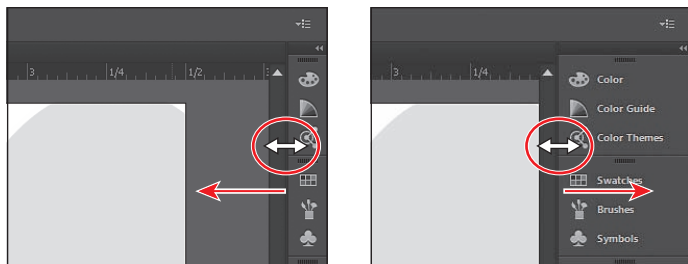 3 1/4 1/2
3 1/4
Color
Color Guide
Color Themes
Swatches
Brushes
Symbols